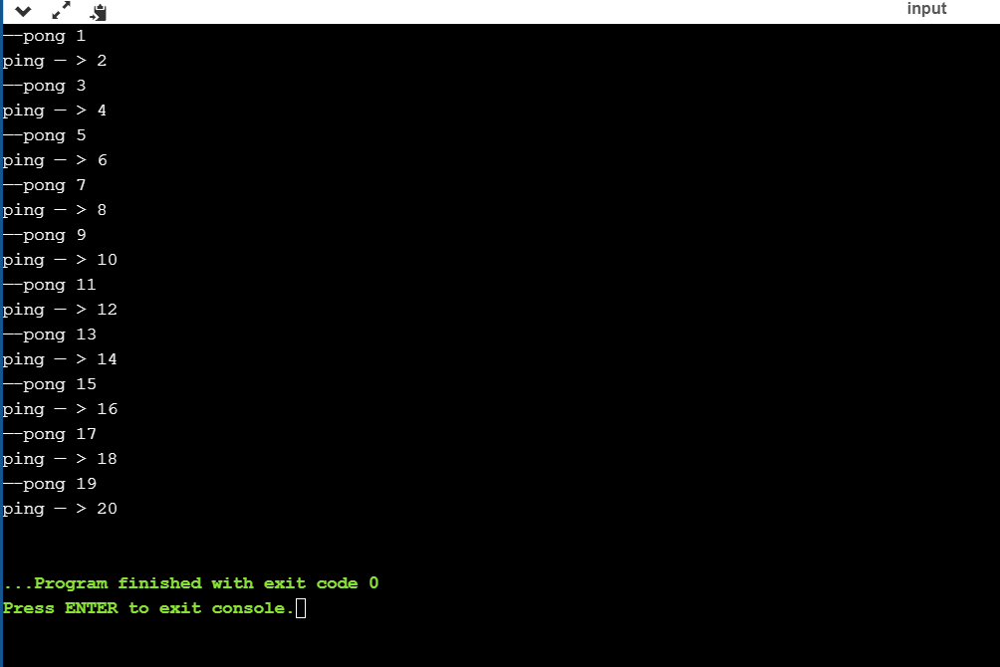 input
——pong 1
ping — > 2
——pong 3
ping — > 4
——pong 5
ping — > 6
——pong 7
ping — > 8
——pong 9
ping — > 10
——pong 11
ping — > 12
——pong 13
ping — > 14
——pong 15
ping — > 16
——pong 17
ping — > 18
——pong 19
ping — > 20
...Program finished with exit code 0
Press ENTER to exit console.